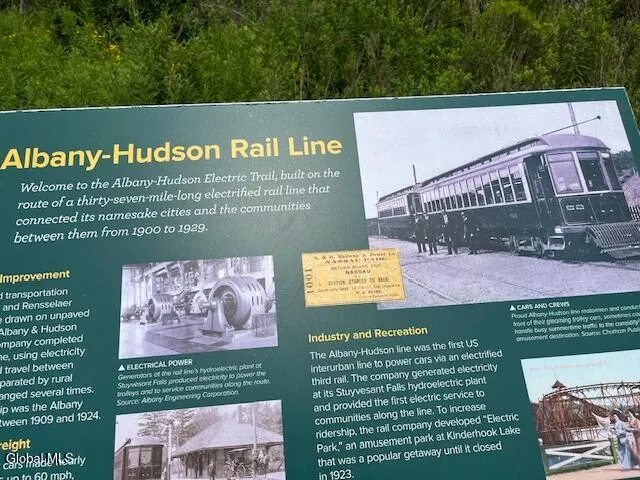 Albany-Hudson Rail Line
Welcome to the Albany-Hudson Electric Trail, built on the
route of a thirty-seven-mile-long electrified rail line that
connected its namesake cities and the communities
between them from 1900 to 1929.
Improvement
transportation
and Rensselaer
drawn on unpaved
Albany & Hudson
ompany completed
ne, using electricity
d travel between
parated by rural
anged several times.
hip was the Albany
between 1909 and 1924.
reight
cars made nearly
s up to 60 mph,
▲ ELECTRICAL POWER
Generators at the rail line's hydroelectric plant at
Stuyvesant Falls produced electricity to power the
trolleys and to service communities along the route.
Source: Albany Engineering Corporation.
1001
A. & H. Railway & Power Co.
NASSAU FAIR.
NASSAU
▲ CARS AND CREWS
Proud Albany-Hudson line motormen and conduc
front of their gleaming trolley cars, sometimes cou
handle busy summertime traffic to the company'
amusement destination. Source: Chatham Publi
Industry and Recreation
The Albany-Hudson line was the first US
interurban line to power cars via an electrified
third rail. The company generated electricity
at its Stuyvesant Falls hydroelectric plant
and provided the first electric service to
communities along the line. To increase
ridership, the rail company developed "Electric
Park," an amusement park at Kinderhook Lake
that was a popular getaway until it closed
in 1923.
Global MLS